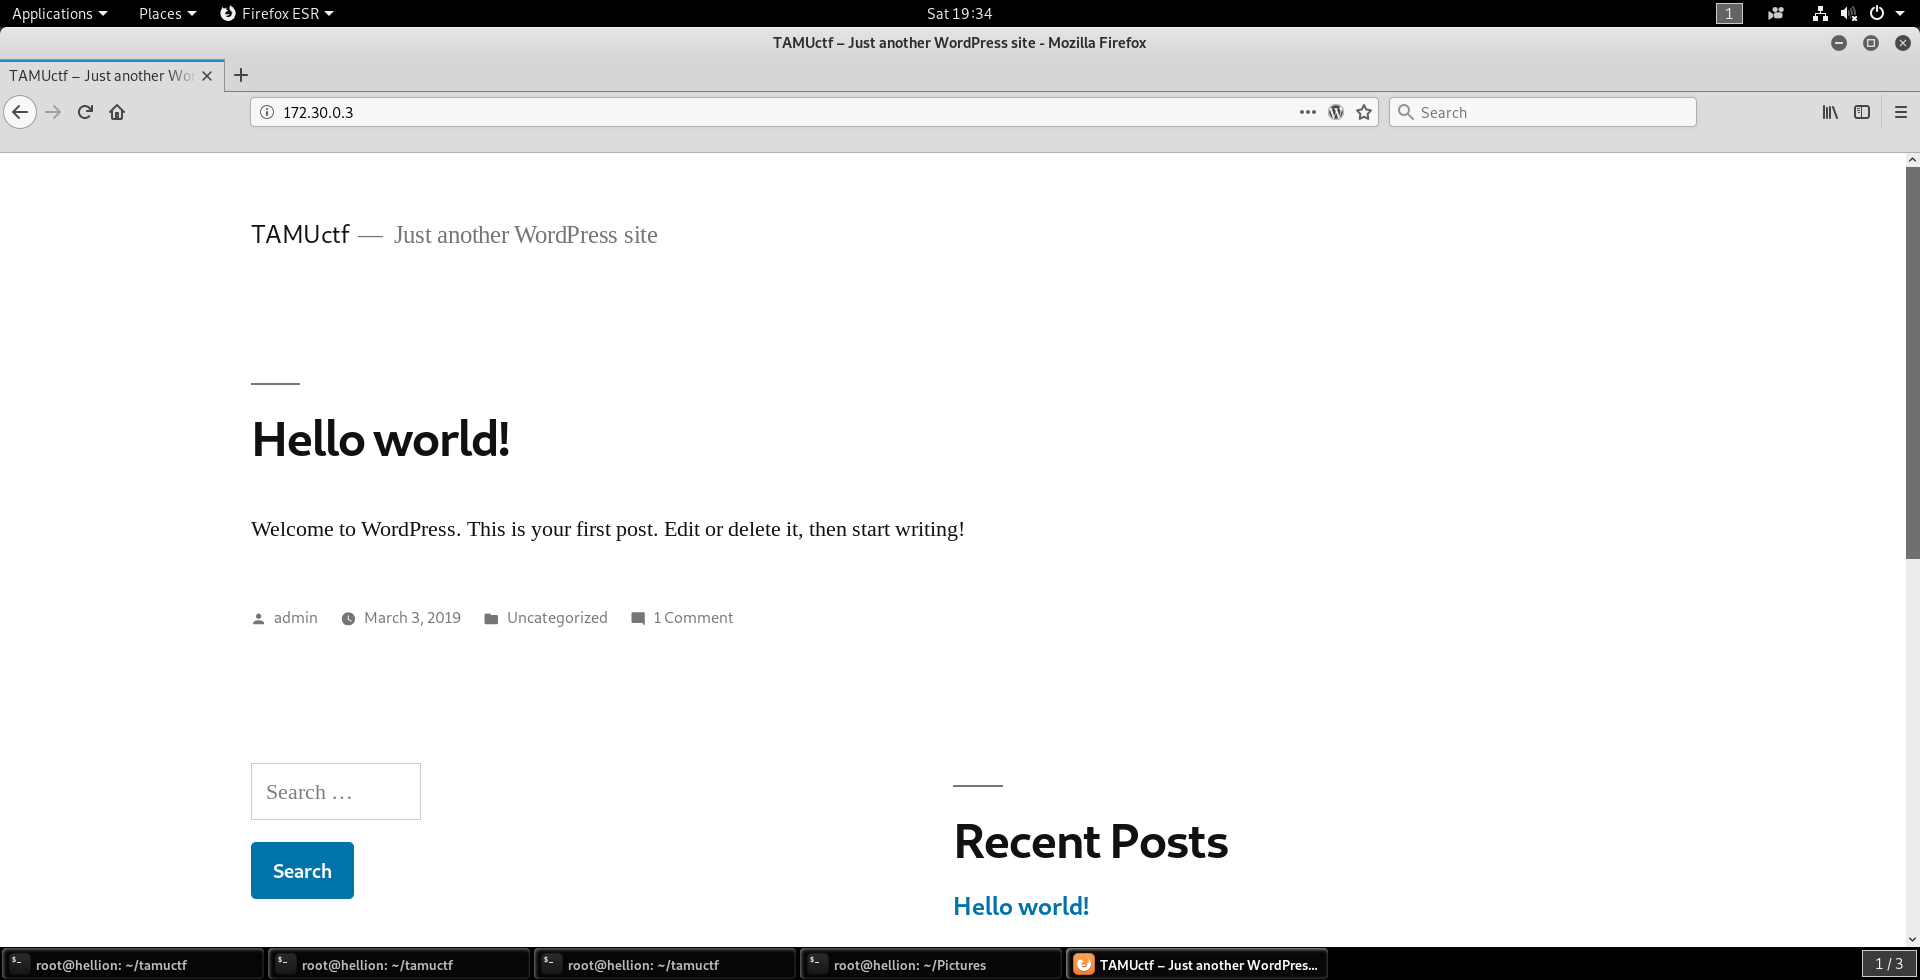 Applications Places Firefox ESR Sat 19:34 1
TAMUctf – Just another WordPress site - Mozilla Firefox
TAMUctf – Just another Wo
172.30.0.3 Search
TAMUctf — Just another WordPress site
Hello world!
Welcome to WordPress. This is your first post. Edit or delete it, then start writing!
admin March 3, 2019 Uncategorized 1 Comment
Search …
Search
Recent Posts
Hello world!
root@hellion: ~/tamuctf root@hellion: ~/tamuctf root@hellion: ~/tamuctf root@hellion: ~/Pictures TAMUctf – Just another WordPres... 1 / 3